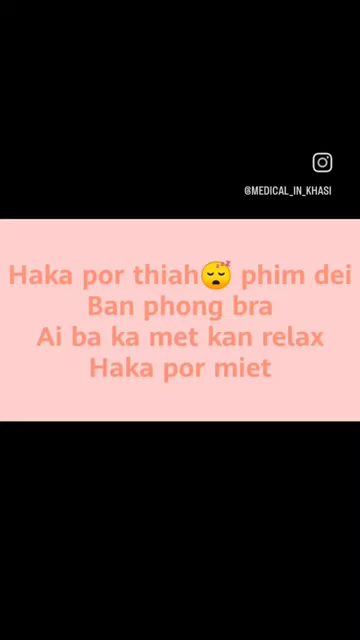 @MEDICAL_IN_KHASI
Haka por thiah😴 phim dei
Ban phong bra
Ai ba ka met kan relax
Haka por miet